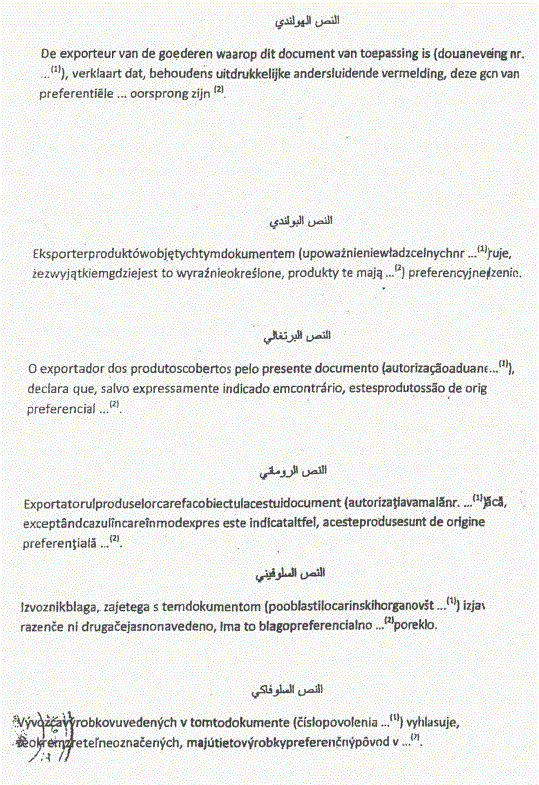 النص الهولندي
De exporteur van de goederen waarop dit document van toepassing is (douaneveing nr.
...(1)), verklaart dat, behoudens uitdrukkelijke andersluidende vermelding, deze gcn van
preferentiële ... oorsprong zijn (2).
النص البولندي
Eksporterproduktówobjętychtymdokumentem (upoważnieniewładzcelnychnr ...(1)ruje,
żezwyjątkiemgdziejest to wyraźnieokreślone, produkty te mają ...(2) preferencyjne
النص البرتغالي
O exportador dos produtoscobertos pelo presente documento (autorizaçãoaduane...(1)),
declara que, salvo expressamente indicado emcontrário, estesprodutossão de orig
preferencial ...(2).
النص الروماني
Exportatorulproduselorcarefacobiectulacestuidocument (autorizaţiavamalănr. ...(1)
exceptândcazulîncareînmodexpres este indicataltfel, acesteprodusesunt de origine
preferenţială ...(2).
النص السلوفيني
Izvoznikblaga, zajetega s temdokumentom (pooblastilocarinskihorganovšt ...(1)) izjav
razenče ni drugačejasnonavedeno, ima to blagopreferencialno ...(2)poreklo.
النص السلوفاكي
Vývozcavýrobkovuvedených v tomtodokumente (číslopovolenia ...(1)) vyhlasuje,
žeokremzreteľneoznačených, majútietovýrobkypreferenčnýpôvod v ...(2).